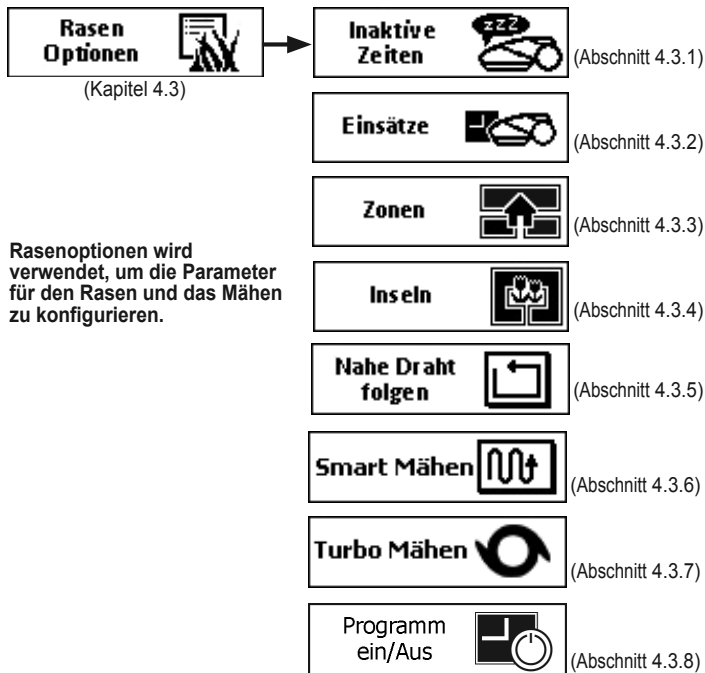 Rasen
Optionen
(Kapitel 4.3)
zzZ
Inaktive
Zeiten
(Abschnitt 4.3.1)
Einsätze
(Abschnitt 4.3.2)
Zonen
(Abschnitt 4.3.3)
Rasenoptionen wird
verwendet, um die Parameter
für den Rasen und das Mähen
zu konfigurieren.
Inseln
(Abschnitt 4.3.4)
Nahe Draht
folgen
(Abschnitt 4.3.5)
Smart Mähen
(Abschnitt 4.3.6)
Turbo Mähen
(Abschnitt 4.3.7)
Programm
ein/Aus
(Abschnitt 4.3.8)